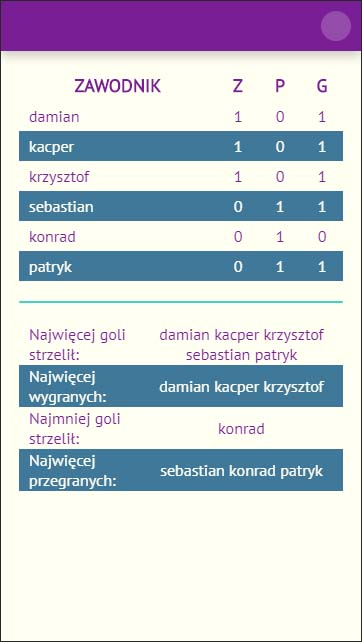 ZAWODNIK Z P G
damian 1 0 1
kacper 1 0 1
krzysztof 1 0 1
sebastian 0 1 1
konrad 0 1 0
patryk 0 1 1
Najwięcej goli
strzelił:
damian kacper krzysztof
sebastian patryk
Najwięcej
wygranych:
damian kacper krzysztof
Najmniej goli
strzelił:
konrad
Najwięcej
przegranych:
sebastian konrad patryk